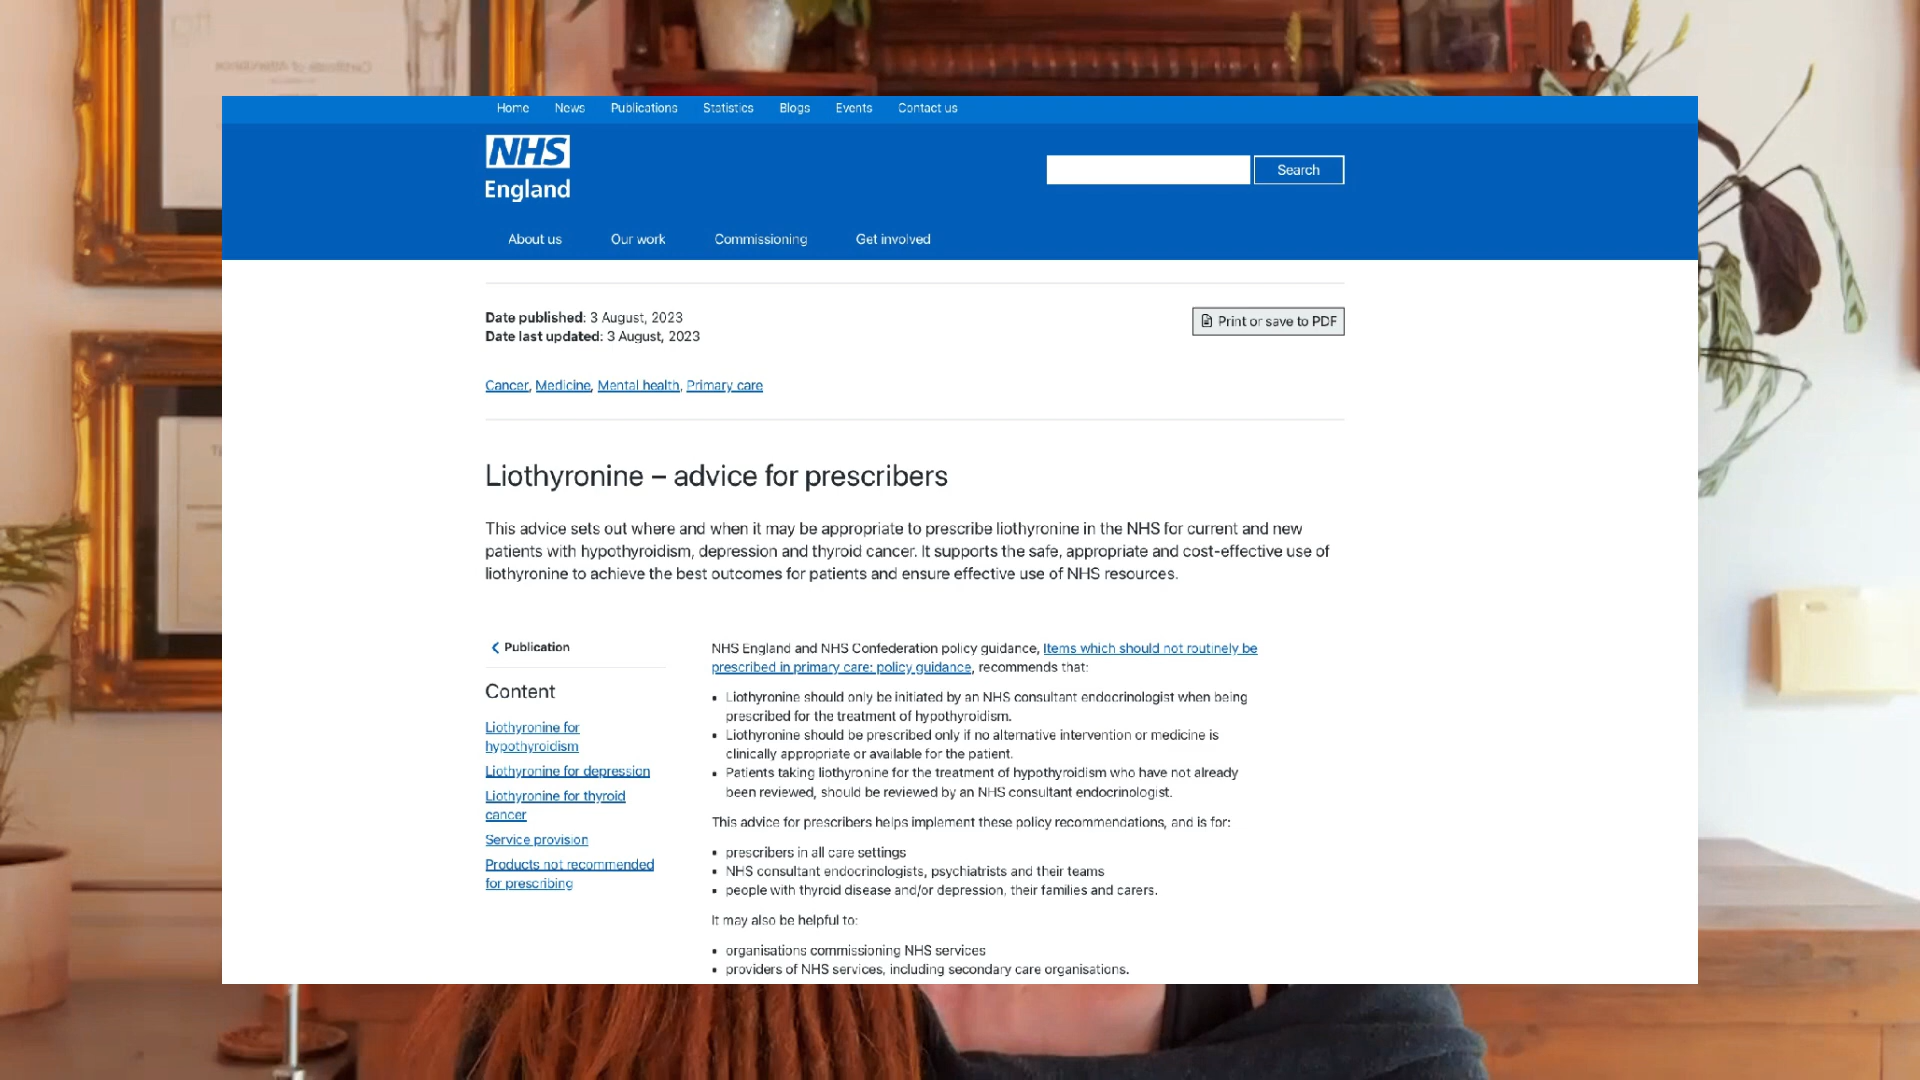 Home News Publications Statistics Blogs Events Contact us
NHS
England
Search
About us Our work Commissioning Get involved
Date published: 3 August, 2023
Date last updated: 3 August, 2023
Print or save to PDF
Cancer, Medicine, Mental health, Primary care
Liothyronine – advice for prescribers
This advice sets out where and when it may be appropriate to prescribe liothyronine in the NHS for current and new
patients with hypothyroidism, depression and thyroid cancer. It supports the safe, appropriate and cost-effective use of
liothyronine to achieve the best outcomes for patients and ensure effective use of NHS resources.
Publication
Content
Liothyronine for
hypothyroidism
Liothyronine for depression
Liothyronine for thyroid
cancer
Service provision
Products not recommended
for prescribing
NHS England and NHS Confederation policy guidance, Items which should not routinely be
prescribed in primary care: policy guidance, recommends that:
• Liothyronine should only be initiated by an NHS consultant endocrinologist when being
prescribed for the treatment of hypothyroidism.
• Liothyronine should be prescribed only if no alternative intervention or medicine is
clinically appropriate or available for the patient.
• Patients taking liothyronine for the treatment of hypothyroidism who have not already
been reviewed, should be reviewed by an NHS consultant endocrinologist.
This advice for prescribers helps implement these policy recommendations, and is for:
• prescribers in all care settings
• NHS consultant endocrinologists, psychiatrists and their teams
• people with thyroid disease and/or depression, their families and carers.
It may also be helpful to:
• organisations commissioning NHS services
• providers of NHS services, including secondary care organisations.